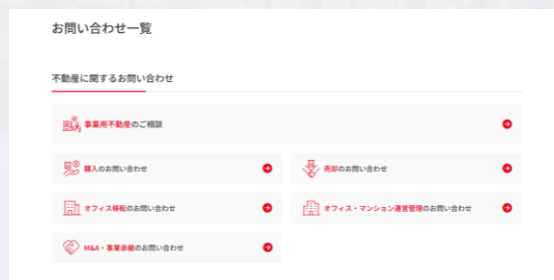 お問い合わせ一覧
不動産に関するお問い合わせ
事業用不動産のご相談
購入のお問い合わせ
売却のお問い合わせ
オフィス移転のお問い合わせ
オフィス・マンション運営管理のお問い合わせ
M&A・事業承継のお問い合わせ